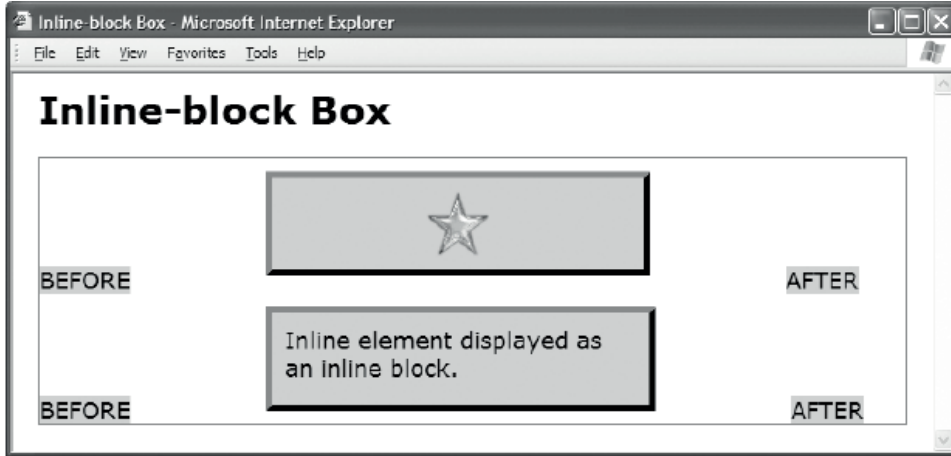 Inline-block Box - Microsoft Internet Explorer
File Edit View Favorites Tools Help
Inline-block Box
BEFORE AFTER
Inline element displayed as
an inline block.
BEFORE AFTER